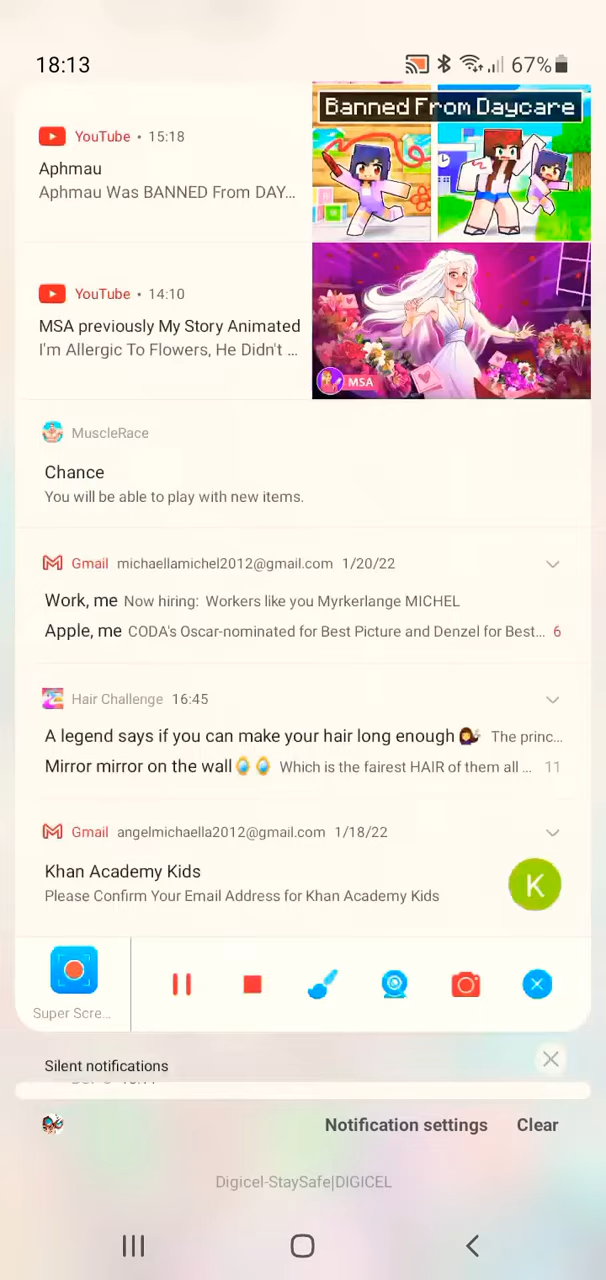 18:13
67%
YouTube • 15:18
Aphmau
Aphmau Was BANNED From DAY...
Banned From Daycare
YouTube • 14:10
MSA previously My Story Animated
I'm Allergic To Flowers, He Didn't ...
MSA
MuscleRace
Chance
You will be able to play with new items.
Gmail michaellamichel2012@gmail.com 1/20/22
Work, me Now hiring: Workers like you Myrkerlange MICHEL
Apple, me CODA's Oscar-nominated for Best Picture and Denzel for Best... 6
Hair Challenge 16:45
A legend says if you can make your hair long enough The princ...
Mirror mirror on the wall Which is the fairest HAIR of them all ... 11
Gmail angelmichaella2012@gmail.com 1/18/22
Khan Academy Kids
Please Confirm Your Email Address for Khan Academy Kids
K
Super Scre...
Silent notifications
Notification settings Clear
Digicel-StaySafe|DIGICEL